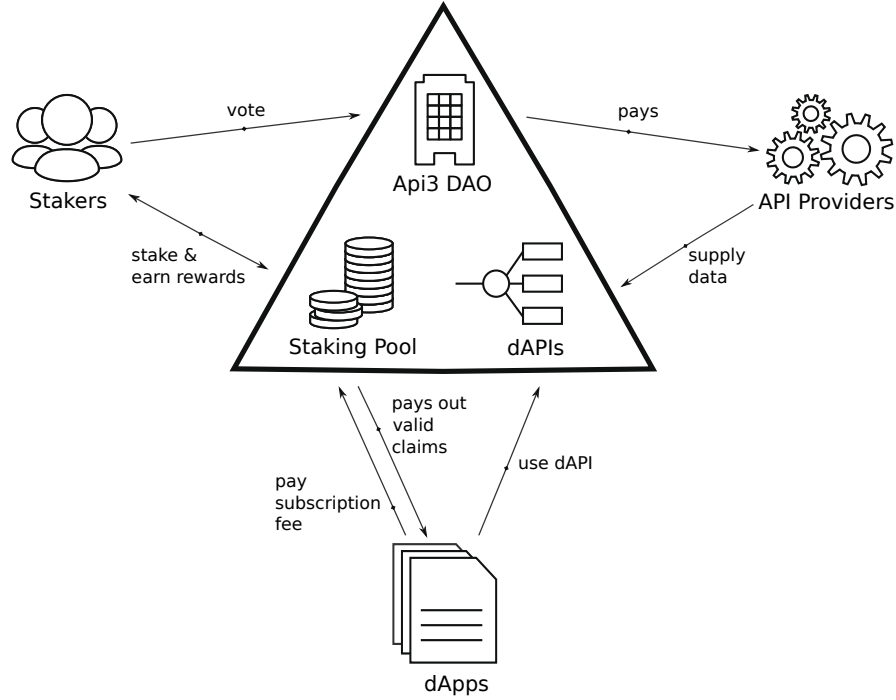 vote
pays
Api3 DAO
Stakers
API Providers
stake &
earn rewards
supply
data
Staking Pool
dAPIs
pays out
valid
claims
use dAPI
pay
subscription
fee
dApps